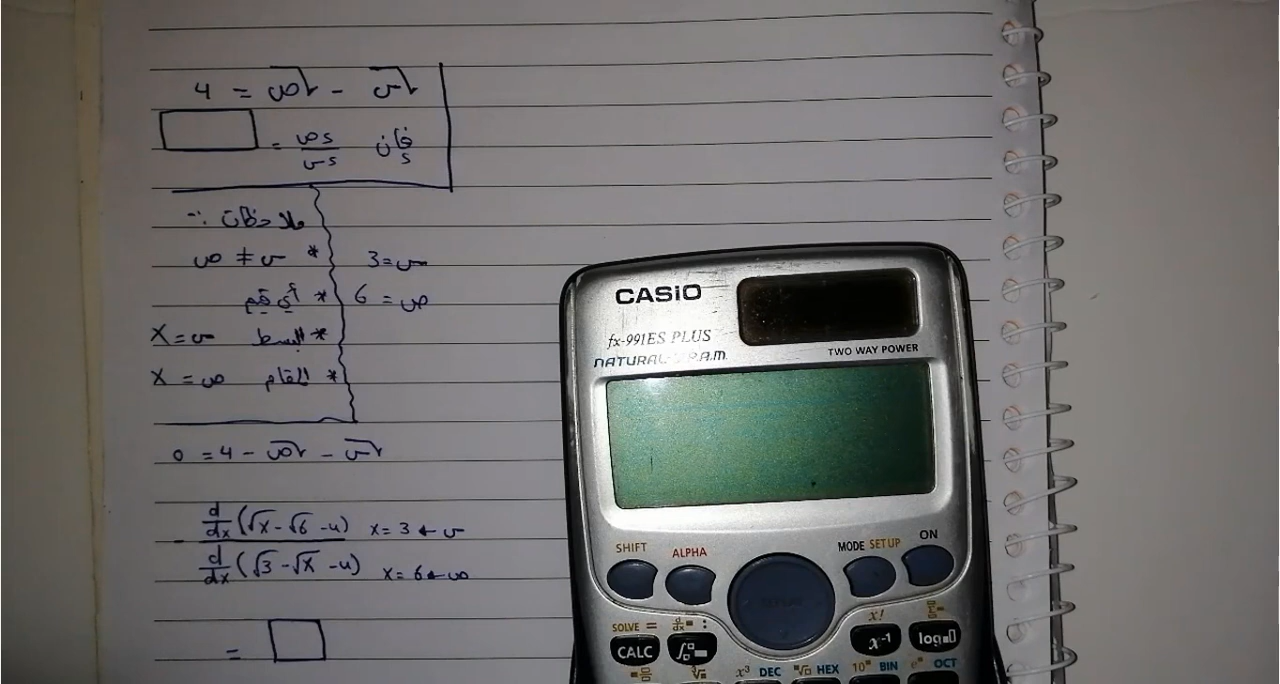 √س - √ص = 4
فإن دص/دس = □
ملاحظات :-
* س ≠ ص
* أي قيم
* البسط س = X
* المقام ص = X
س = 3
ص = 6
√س - √ص - 4 = 0
- d/dx (√x - √6 - 4) x = 3 ← س
d/dx (√3 - √x - 4) x = 6 ← ص
= □
CASIO
fx-991ES PLUS
NATURAL-V.P.A.M.
TWO WAY POWER
SHIFT ALPHA MODE SETUP ON
SOLVE = d/dx :
x!
CALC ∫ x⁻¹ log
x³ DEC HEX 10 BIN e OCT